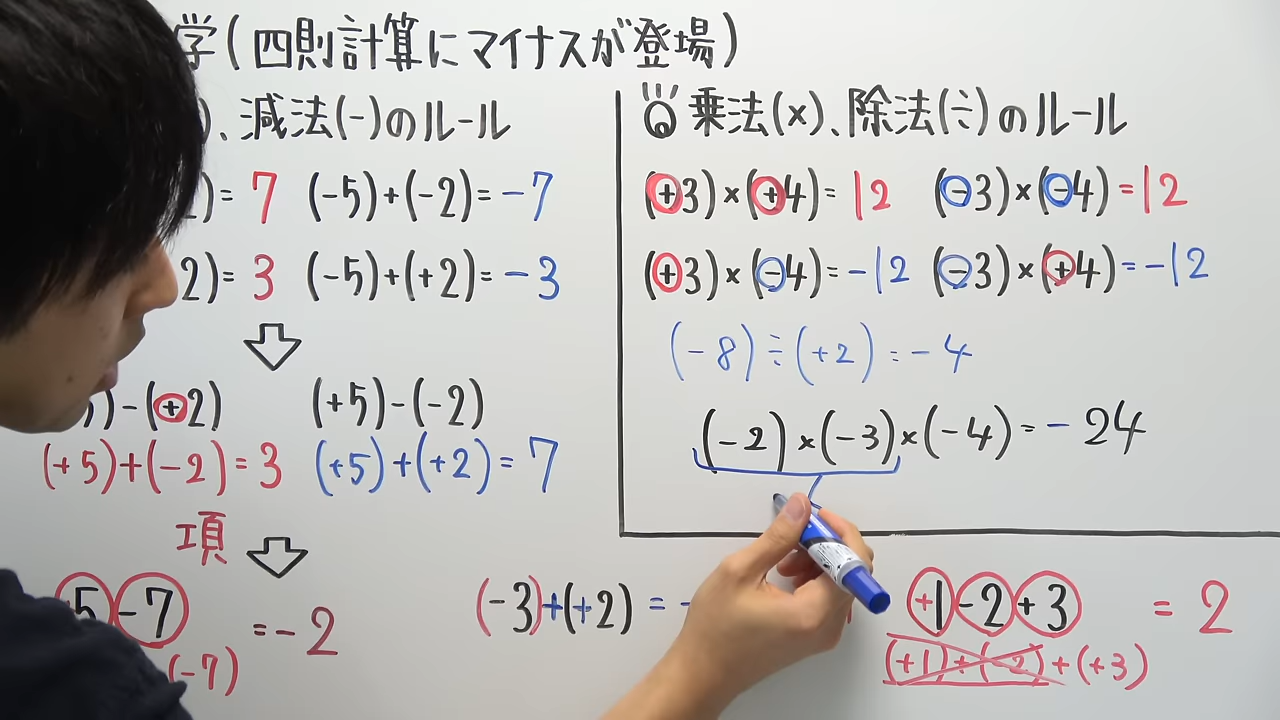 学(四則計算にマイナスが登場)
)、減法(-)のルール
)= 7 (-5)+(-2)= -7
2)= 3 (-5)+(+2)= -3
)-(+2) (+5)-(-2)
(+5)+(-2)=3 (+5)+(+2)=7
項
5-7 =-2
(-7)
(-3)+(+2) = -
◎乗法(×)、除法(÷)のルール
(+3)×(+4)= 12 (-3)×(-4)=12
(+3)×(-4)=-12 (-3)×(+4)=-12
(-8)÷(+2)=-4
(-2)×(-3)×(-4)=-24
+1-2+3 = 2
(+1)+(-2)+(+3)